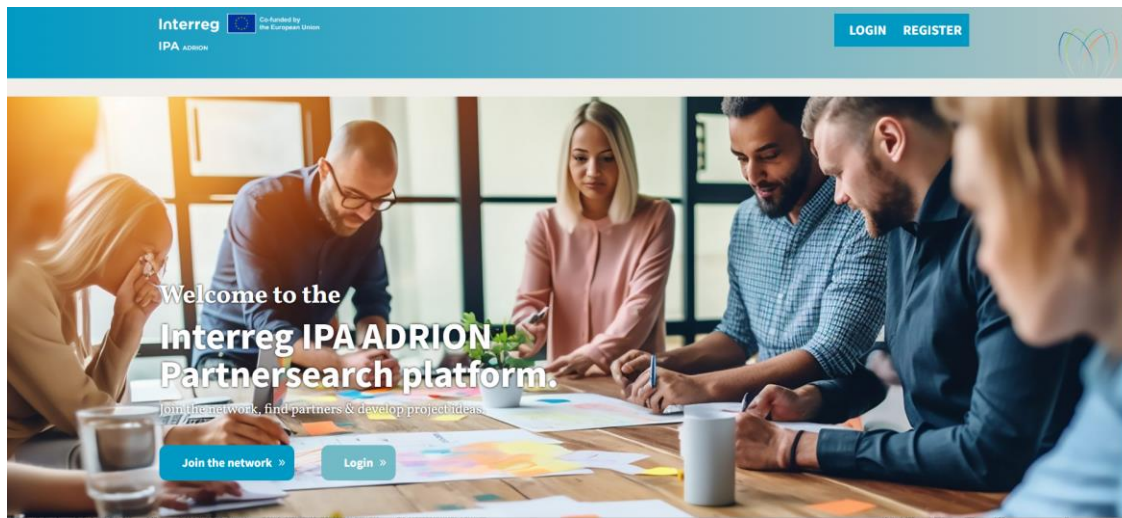 Interreg
Co-funded by
the European Union
IPA ADRION
LOGIN REGISTER
Welcome to the
Interreg IPA ADRION
Partnersearch platform.
Join the network, find partners & develop project ideas.
Join the network »
Login »